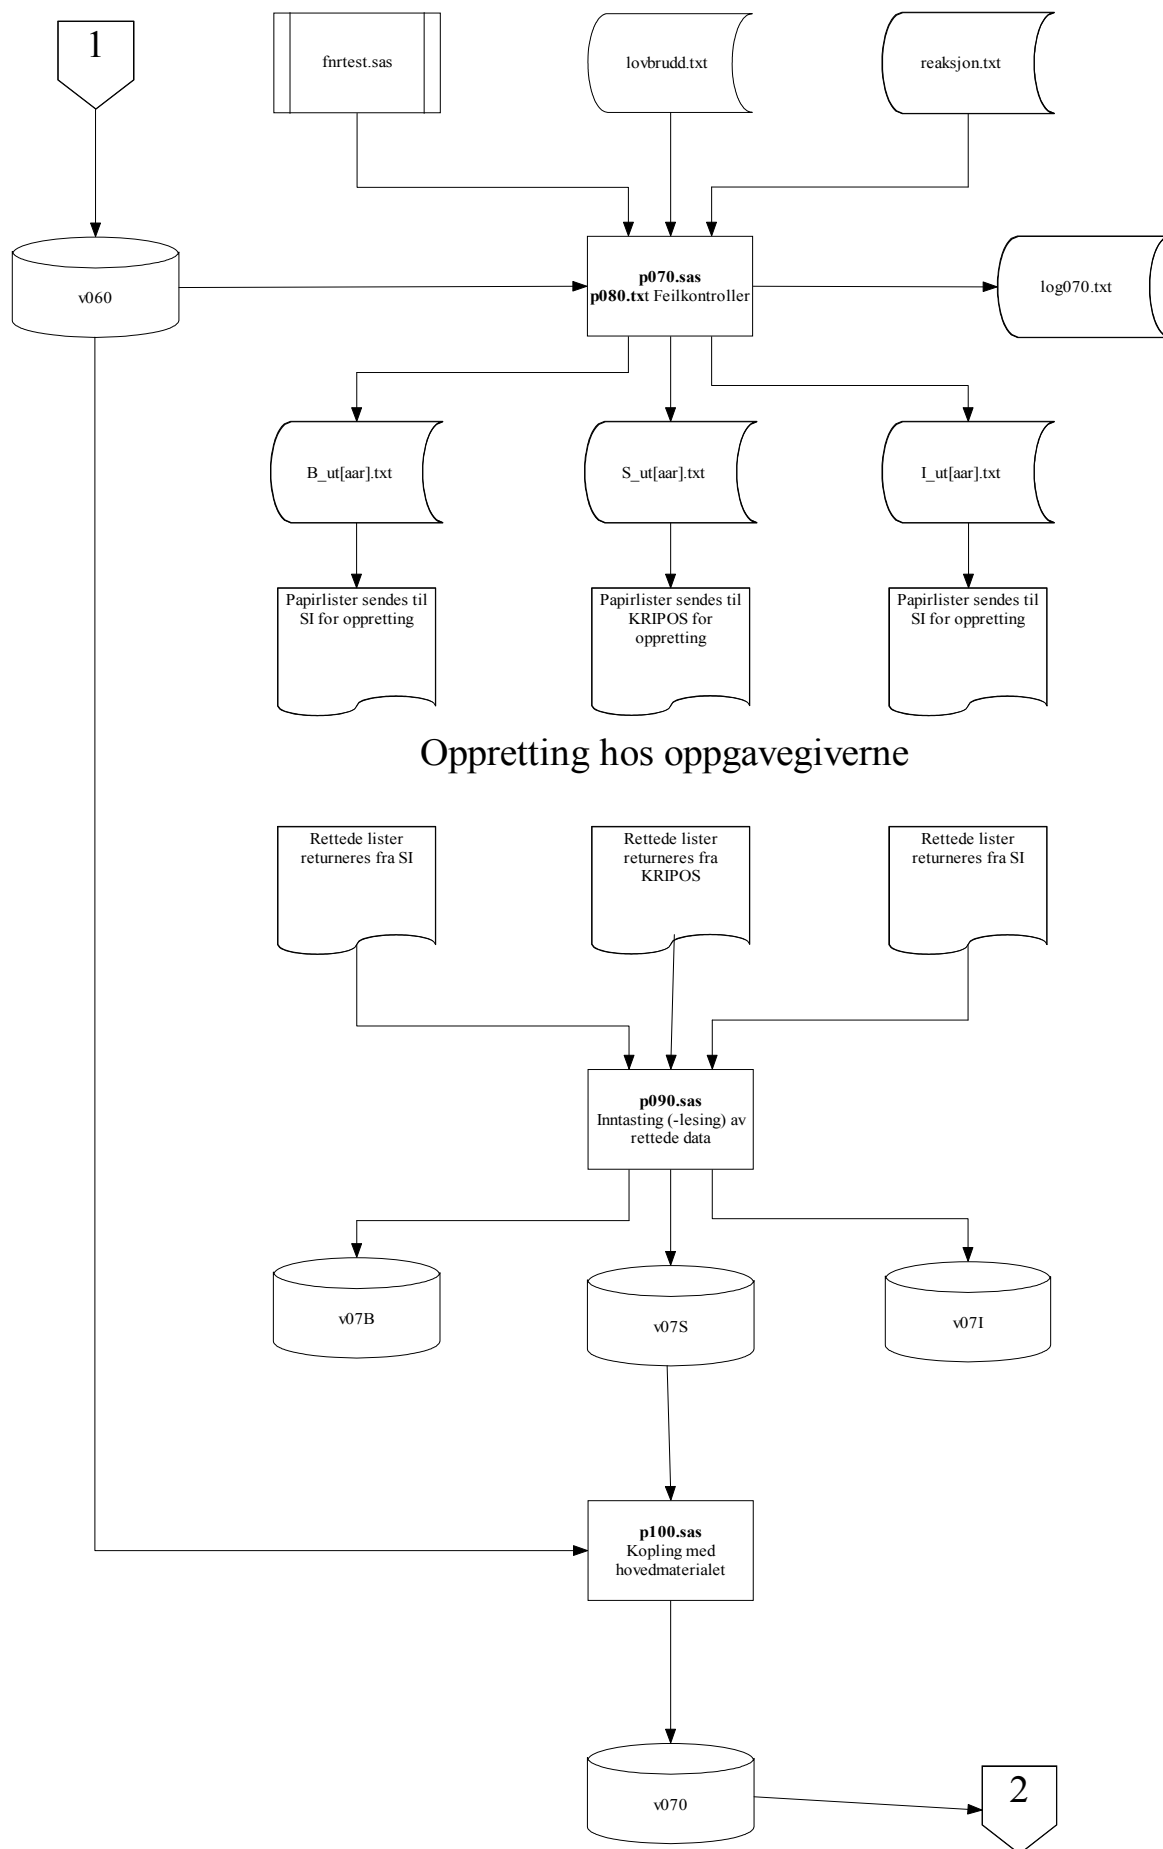 1
fnrtest.sas
lovbrudd.txt
reaksjon.txt
v060
p070.sas
p080.txt Feilkontroller
log070.txt
B_ut[aar].txt
S_ut[aar].txt
I_ut[aar].txt
Papirlister sendes til
SI for oppretting
Papirlister sendes til
KRIPOS for
oppretting
Papirlister sendes til
SI for oppretting
Oppretting hos oppgavegiverne
Rettede lister
returneres fra SI
Rettede lister
returneres fra
KRIPOS
Rettede lister
returneres fra SI
p090.sas
Inntasting (-lesing) av
rettede data
v07B
v07S
v07I
p100.sas
Kopling med
hovedmaterialet
v070
2